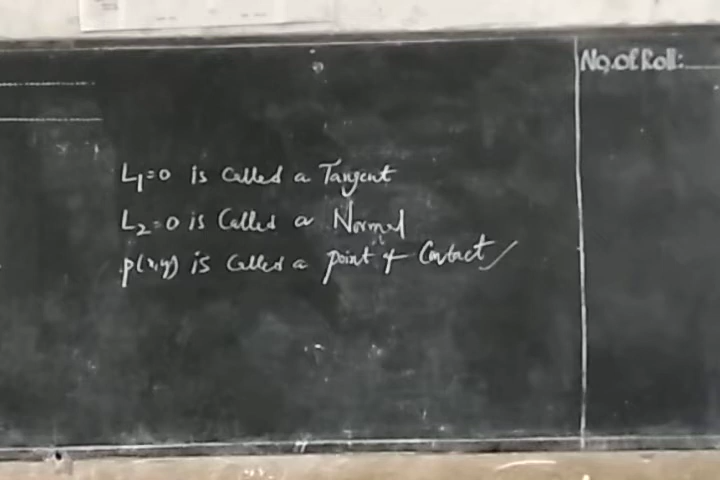 No. of Roll:
L₁=0 is called a Tangent
L₂=0 is called a Normal
p(x,y) is called a point of Contact